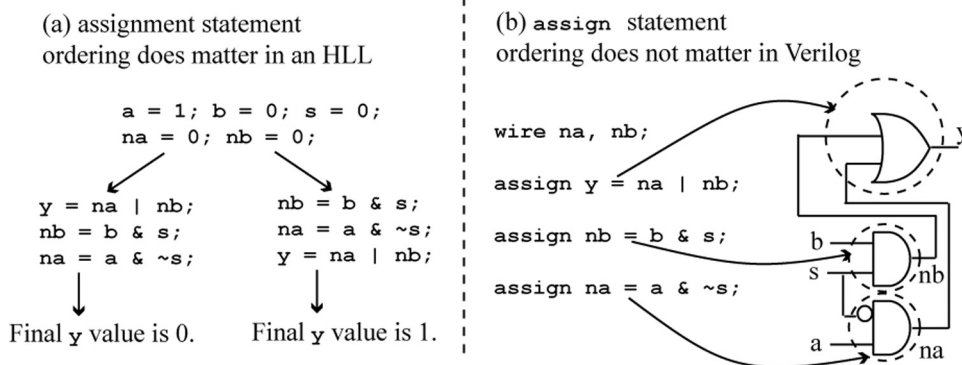 (a) assignment statement
ordering does matter in an HLL
a = 1; b = 0; s = 0;
na = 0; nb = 0;
y = na | nb;
nb = b & s;
na = a & ~s;
Final y value is 0.
nb = b & s;
na = a & ~s;
y = na | nb;
Final y value is 1.
(b) assign statement
ordering does not matter in Verilog
wire na, nb;
assign y = na | nb;
assign nb = b & s;
assign na = a & ~s;
y
b
s
nb
a
na